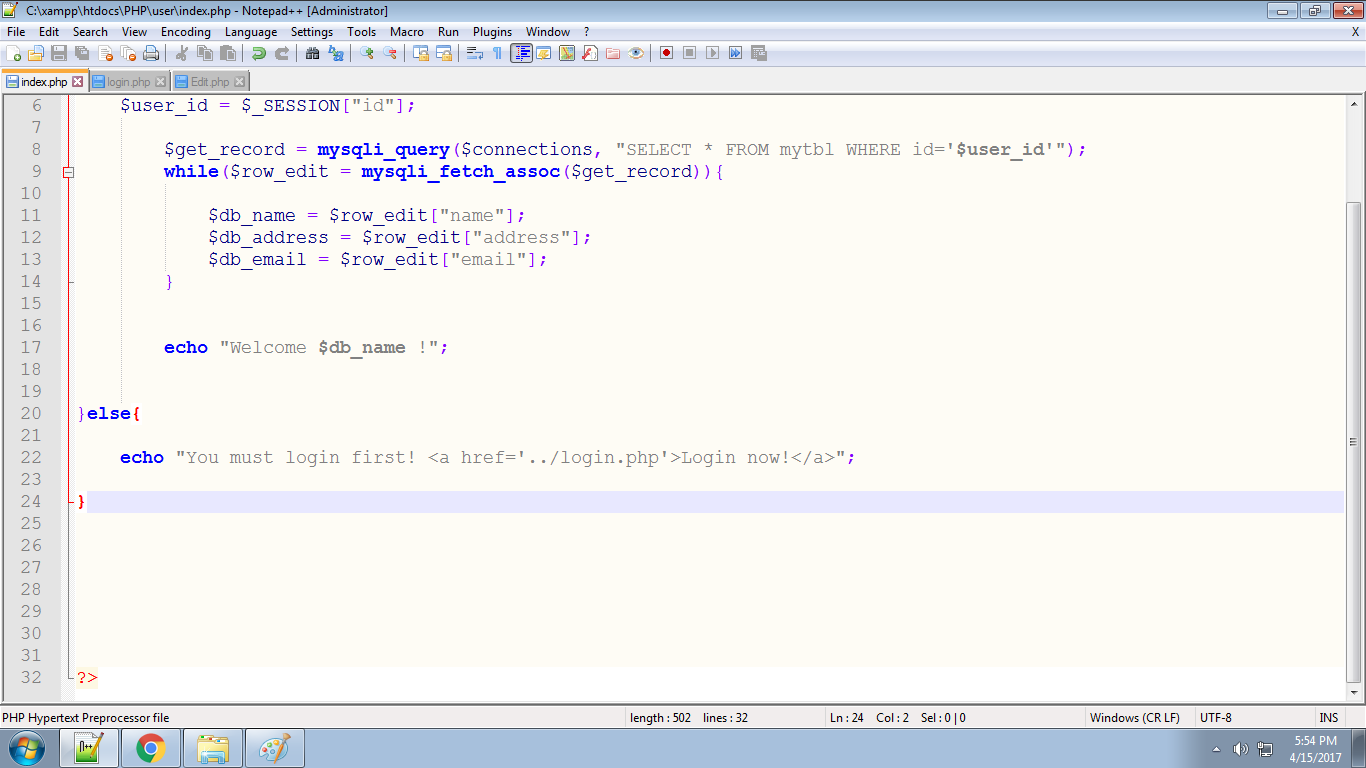 C:\xampp\htdocs\PHP\user\index.php - Notepad++ [Administrator]
File Edit Search View Encoding Language Settings Tools Macro Run Plugins Window ? X
index.php login.php Edit.php
6 $user_id = $_SESSION["id"];
7
8 $get_record = mysqli_query($connections, "SELECT * FROM mytbl WHERE id='$user_id'");
9 while($row_edit = mysqli_fetch_assoc($get_record)){
10
11 $db_name = $row_edit["name"];
12 $db_address = $row_edit["address"];
13 $db_email = $row_edit["email"];
14 }
15
16
17 echo "Welcome $db_name !";
18
19
20 }else{
21
22 echo "You must login first! <a href='../login.php'>Login now!</a>";
23
24 }
25
26
27
28
29
30
31
32 ?>
PHP Hypertext Preprocessor file length : 502 lines : 32 Ln : 24 Col : 2 Sel : 0 | 0 Windows (CR LF) UTF-8 INS
5:54 PM
4/15/2017